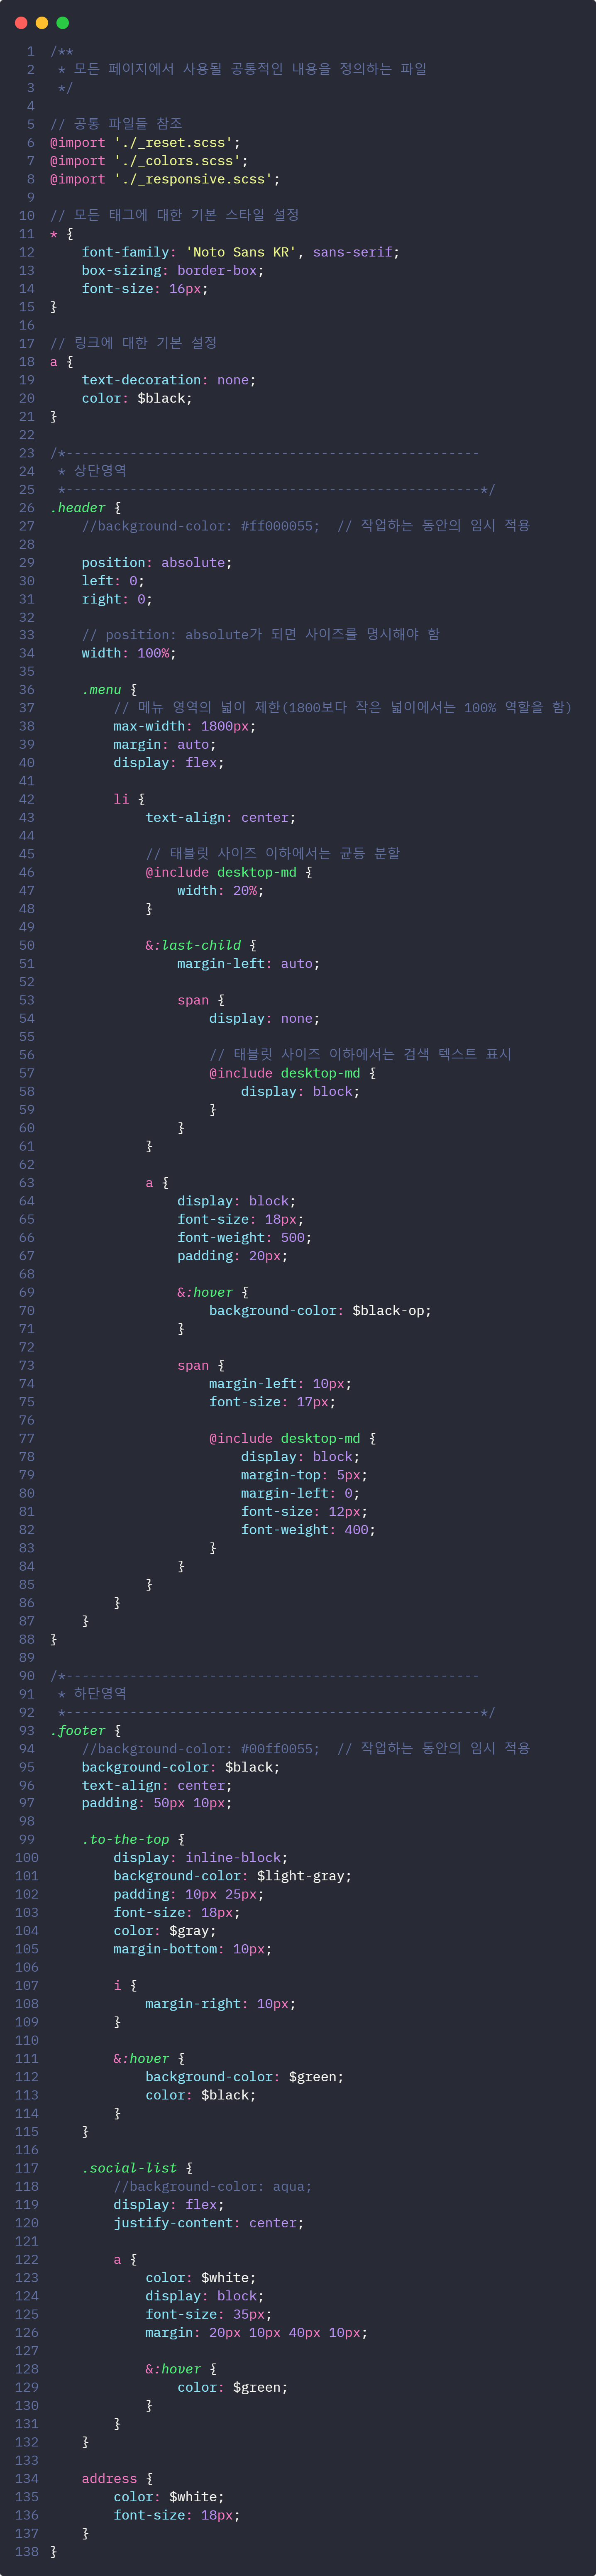 1 /**
2  * 모든 페이지에서 사용될 공통적인 내용을 정의하는 파일
3  */
4
5 // 공통 파일들 참조
6 @import './_reset.scss';
7 @import './_colors.scss';
8 @import './_responsive.scss';
9
10 // 모든 태그에 대한 기본 스타일 설정
11 * {
12     font-family: 'Noto Sans KR', sans-serif;
13     box-sizing: border-box;
14     font-size: 16px;
15 }
16
17 // 링크에 대한 기본 설정
18 a {
19     text-decoration: none;
20     color: $black;
21 }
22
23 /*----------------------------------------------------
24  * 상단영역
25  *----------------------------------------------------*/
26 .header {
27     //background-color: #ff000055;  // 작업하는 동안의 임시 적용
28
29     position: absolute;
30     left: 0;
31     right: 0;
32
33     // position: absolute가 되면 사이즈를 명시해야 함
34     width: 100%;
35
36     .menu {
37         // 메뉴 영역의 넓이 제한(1800보다 작은 넓이에서는 100% 역할을 함)
38         max-width: 1800px;
39         margin: auto;
40         display: flex;
41
42         li {
43             text-align: center;
44
45             // 태블릿 사이즈 이하에서는 균등 분할
46             @include desktop-md {
47                 width: 20%;
48             }
49
50             &:last-child {
51                 margin-left: auto;
52
53                 span {
54                     display: none;
55
56                     // 태블릿 사이즈 이하에서는 검색 텍스트 표시
57                     @include desktop-md {
58                         display: block;
59                     }
60                 }
61             }
62
63             a {
64                 display: block;
65                 font-size: 18px;
66                 font-weight: 500;
67                 padding: 20px;
68
69                 &:hover {
70                     background-color: $black-op;
71                 }
72
73                 span {
74                     margin-left: 10px;
75                     font-size: 17px;
76
77                     @include desktop-md {
78                         display: block;
79                         margin-top: 5px;
80                         margin-left: 0;
81                         font-size: 12px;
82                         font-weight: 400;
83                     }
84                 }
85             }
86         }
87     }
88 }
89
90 /*----------------------------------------------------
91  * 하단영역
92  *----------------------------------------------------*/
93 .footer {
94     //background-color: #00ff0055;  // 작업하는 동안의 임시 적용
95     background-color: $black;
96     text-align: center;
97     padding: 50px 10px;
98
99     .to-the-top {
100         display: inline-block;
101         background-color: $light-gray;
102         padding: 10px 25px;
103         font-size: 18px;
104         color: $gray;
105         margin-bottom: 10px;
106
107         i {
108             margin-right: 10px;
109         }
110
111         &:hover {
112             background-color: $green;
113             color: $black;
114         }
115     }
116
117     .social-list {
118         //background-color: aqua;
119         display: flex;
120         justify-content: center;
121
122         a {
123             color: $white;
124             display: block;
125             font-size: 35px;
126             margin: 20px 10px 40px 10px;
127
128             &:hover {
129                 color: $green;
130             }
131         }
132     }
133
134     address {
135         color: $white;
136         font-size: 18px;
137     }
138 }